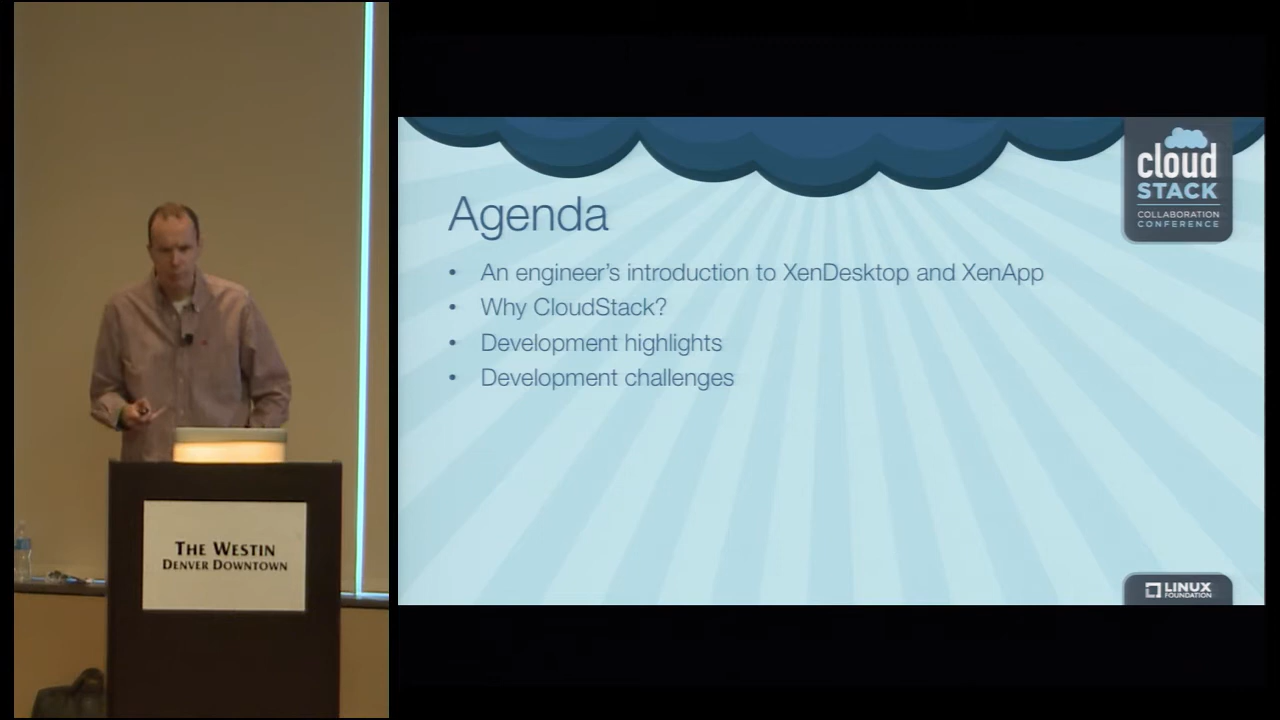 THE WESTIN
DENVER DOWNTOWN
cloud
STACK
COLLABORATION
CONFERENCE
Agenda
• An engineer's introduction to XenDesktop and XenApp
• Why CloudStack?
• Development highlights
• Development challenges
LINUX
FOUNDATION